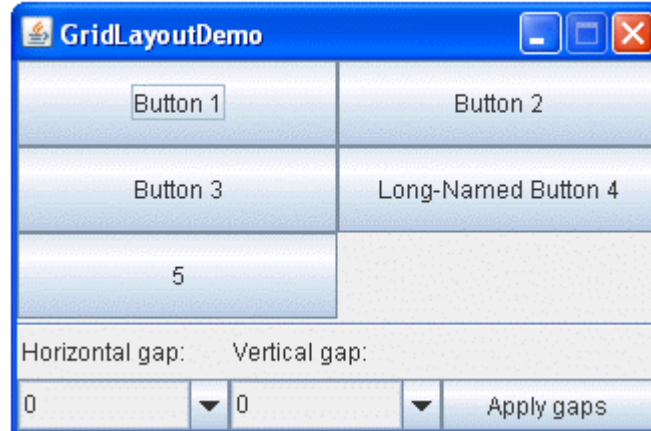 GridLayoutDemo
Button 1 Button 2
Button 3 Long-Named Button 4
5
Horizontal gap: Vertical gap:
0 0 Apply gaps